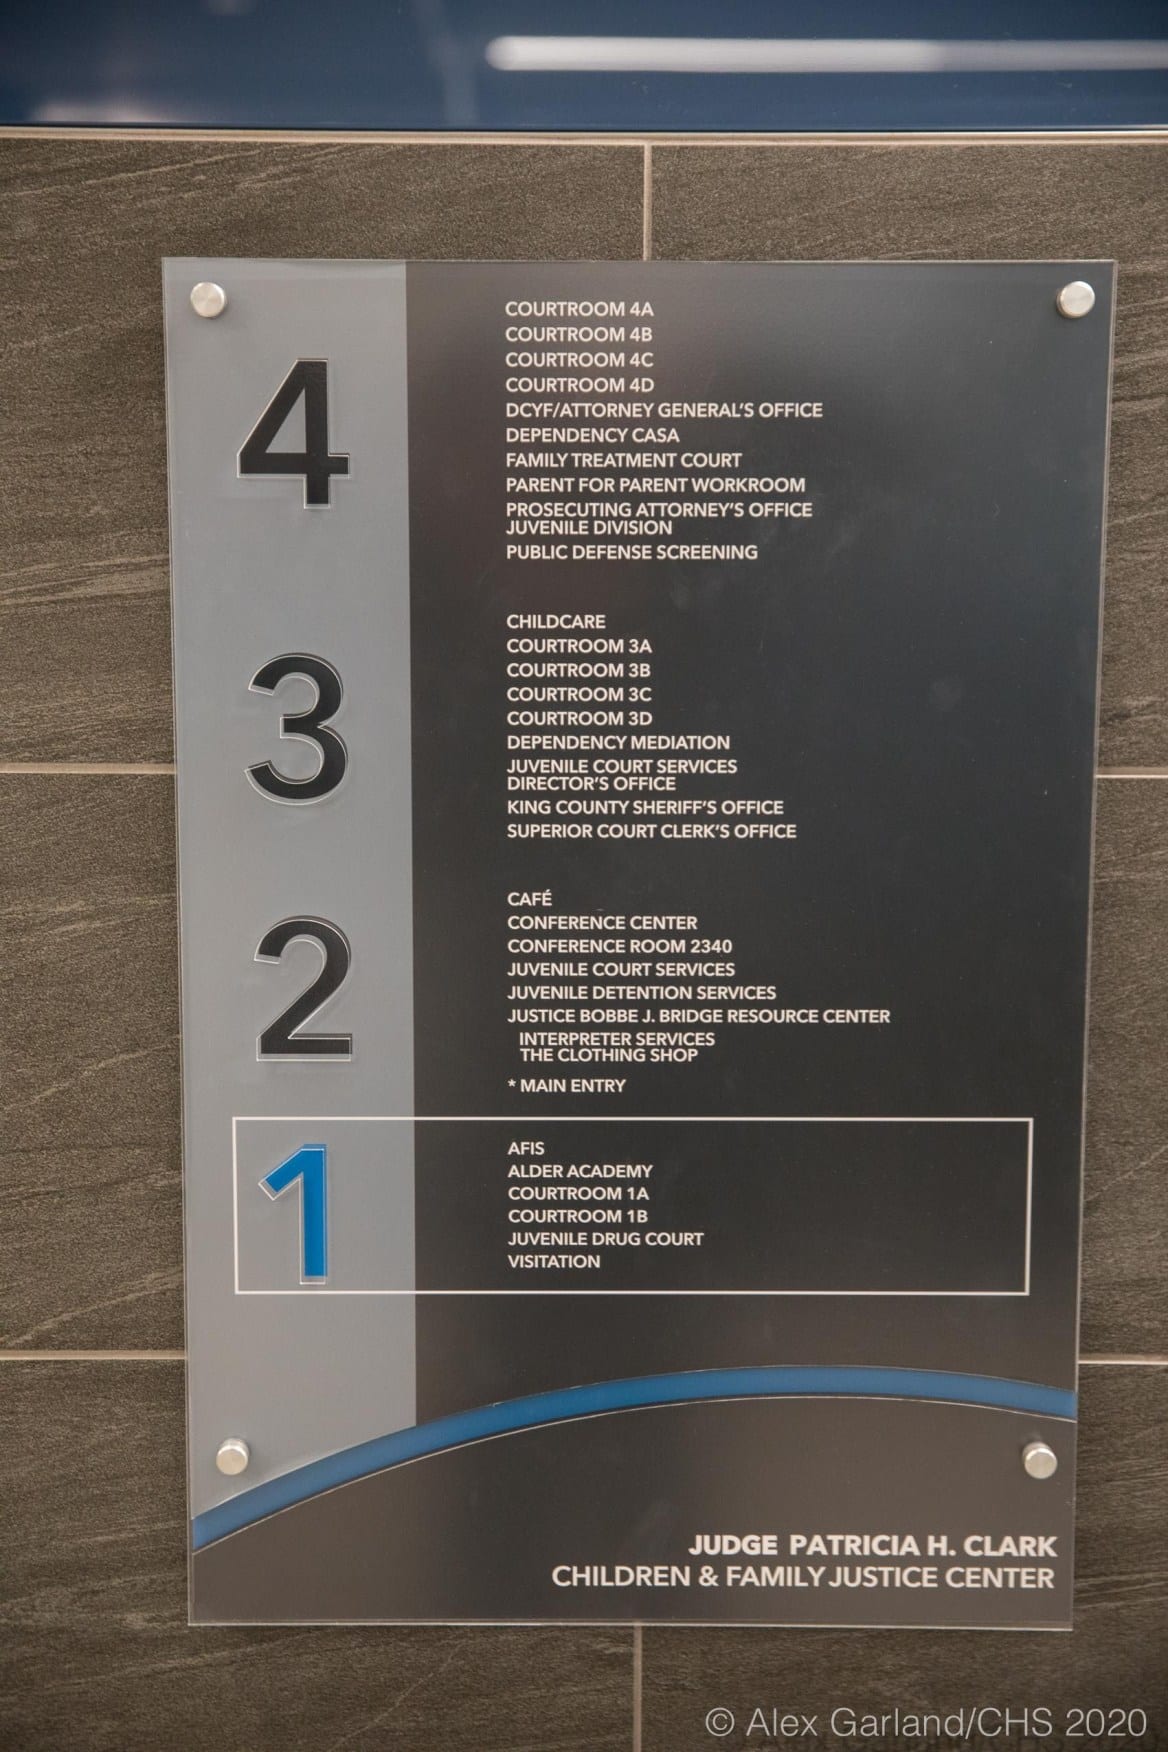 4
COURTROOM 4A
COURTROOM 4B
COURTROOM 4C
COURTROOM 4D
DCYF/ATTORNEY GENERAL'S OFFICE
DEPENDENCY CASA
FAMILY TREATMENT COURT
PARENT FOR PARENT WORKROOM
PROSECUTING ATTORNEY'S OFFICE
JUVENILE DIVISION
PUBLIC DEFENSE SCREENING
3
CHILDCARE
COURTROOM 3A
COURTROOM 3B
COURTROOM 3C
COURTROOM 3D
DEPENDENCY MEDIATION
JUVENILE COURT SERVICES
DIRECTOR'S OFFICE
KING COUNTY SHERIFF'S OFFICE
SUPERIOR COURT CLERK'S OFFICE
2
CAFÉ
CONFERENCE CENTER
CONFERENCE ROOM 2340
JUVENILE COURT SERVICES
JUVENILE DETENTION SERVICES
JUSTICE BOBBE J. BRIDGE RESOURCE CENTER
INTERPRETER SERVICES
THE CLOTHING SHOP
* MAIN ENTRY
1
AFIS
ALDER ACADEMY
COURTROOM 1A
COURTROOM 1B
JUVENILE DRUG COURT
VISITATION
JUDGE PATRICIA H. CLARK
CHILDREN & FAMILY JUSTICE CENTER
© Alex Garland/CHS 2020